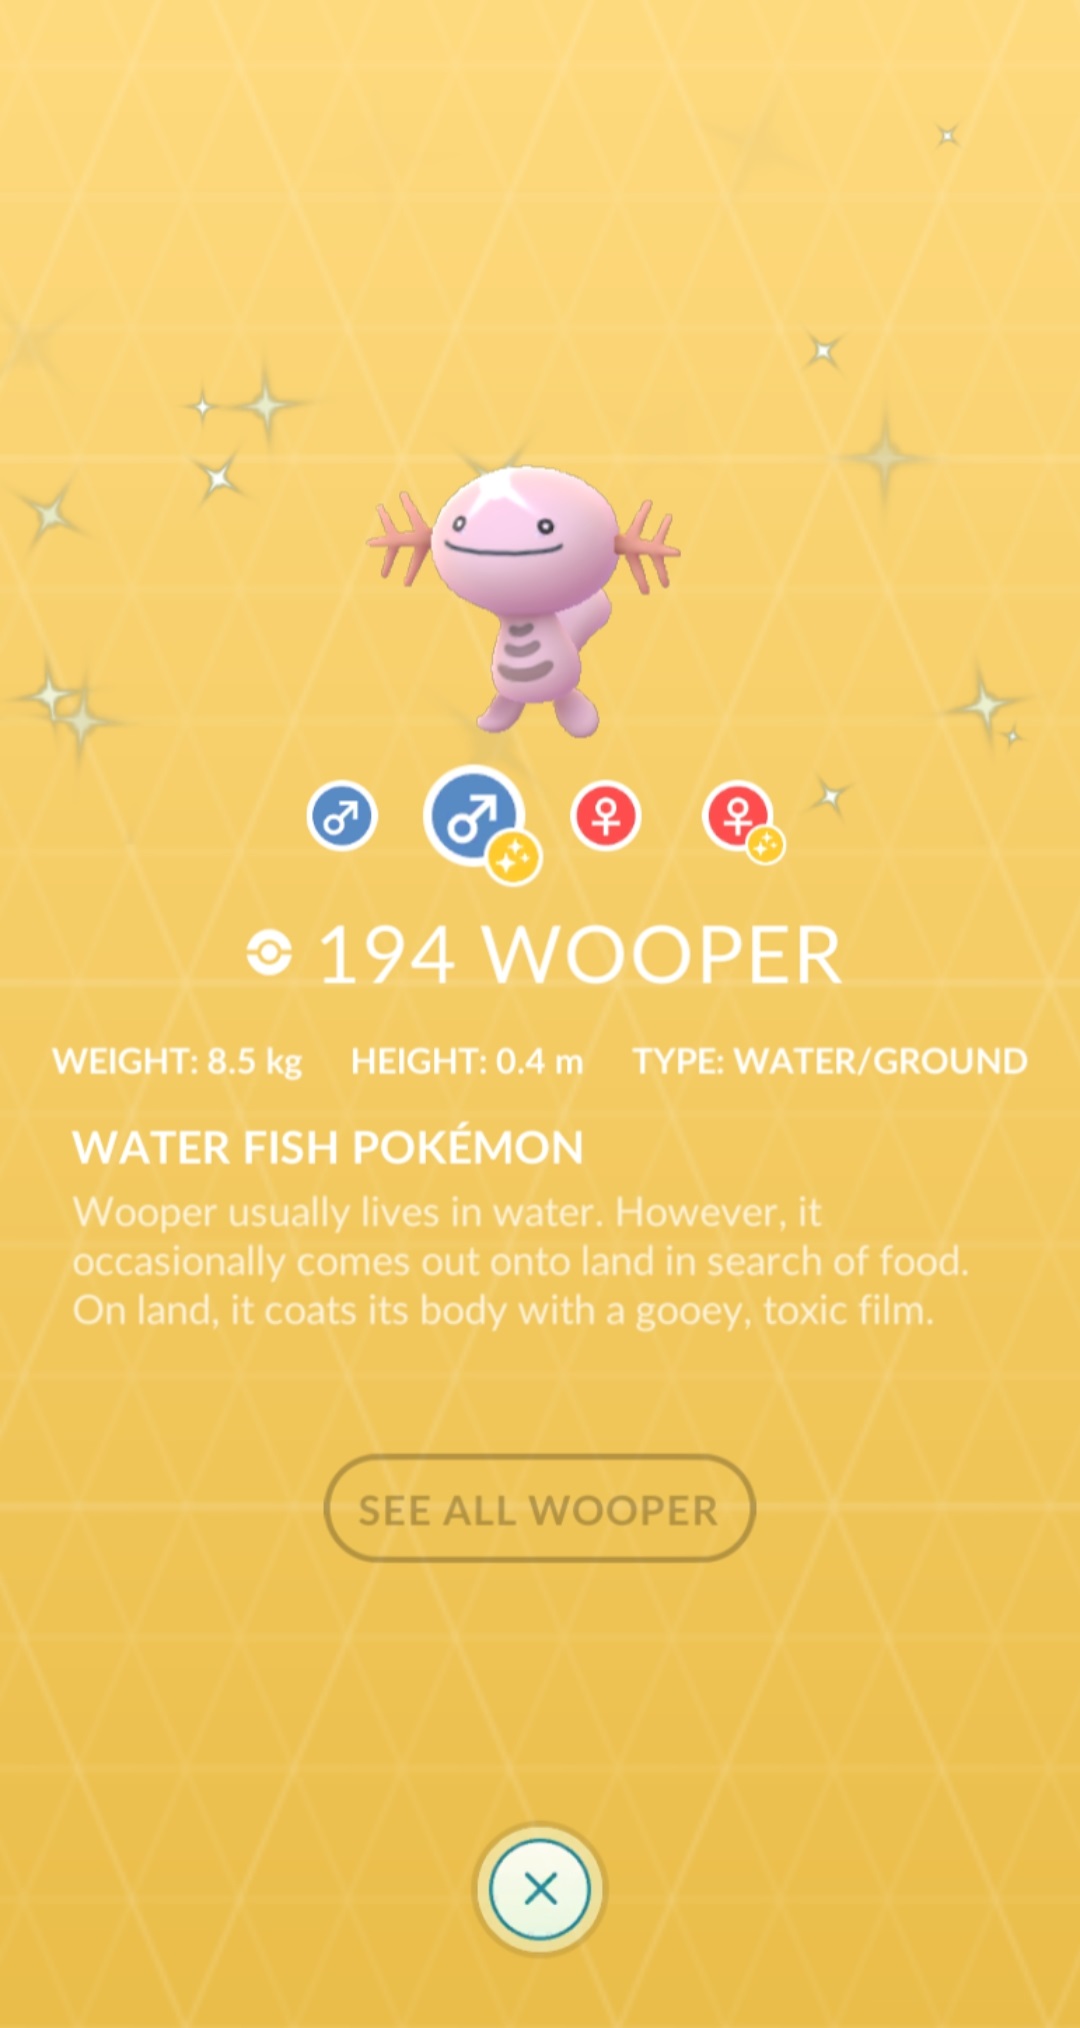 194 WOOPER
WEIGHT: 8.5 kg HEIGHT: 0.4 m TYPE: WATER/GROUND
WATER FISH POKÉMON
Wooper usually lives in water. However, it
occasionally comes out onto land in search of food.
On land, it coats its body with a gooey, toxic film.
SEE ALL WOOPER